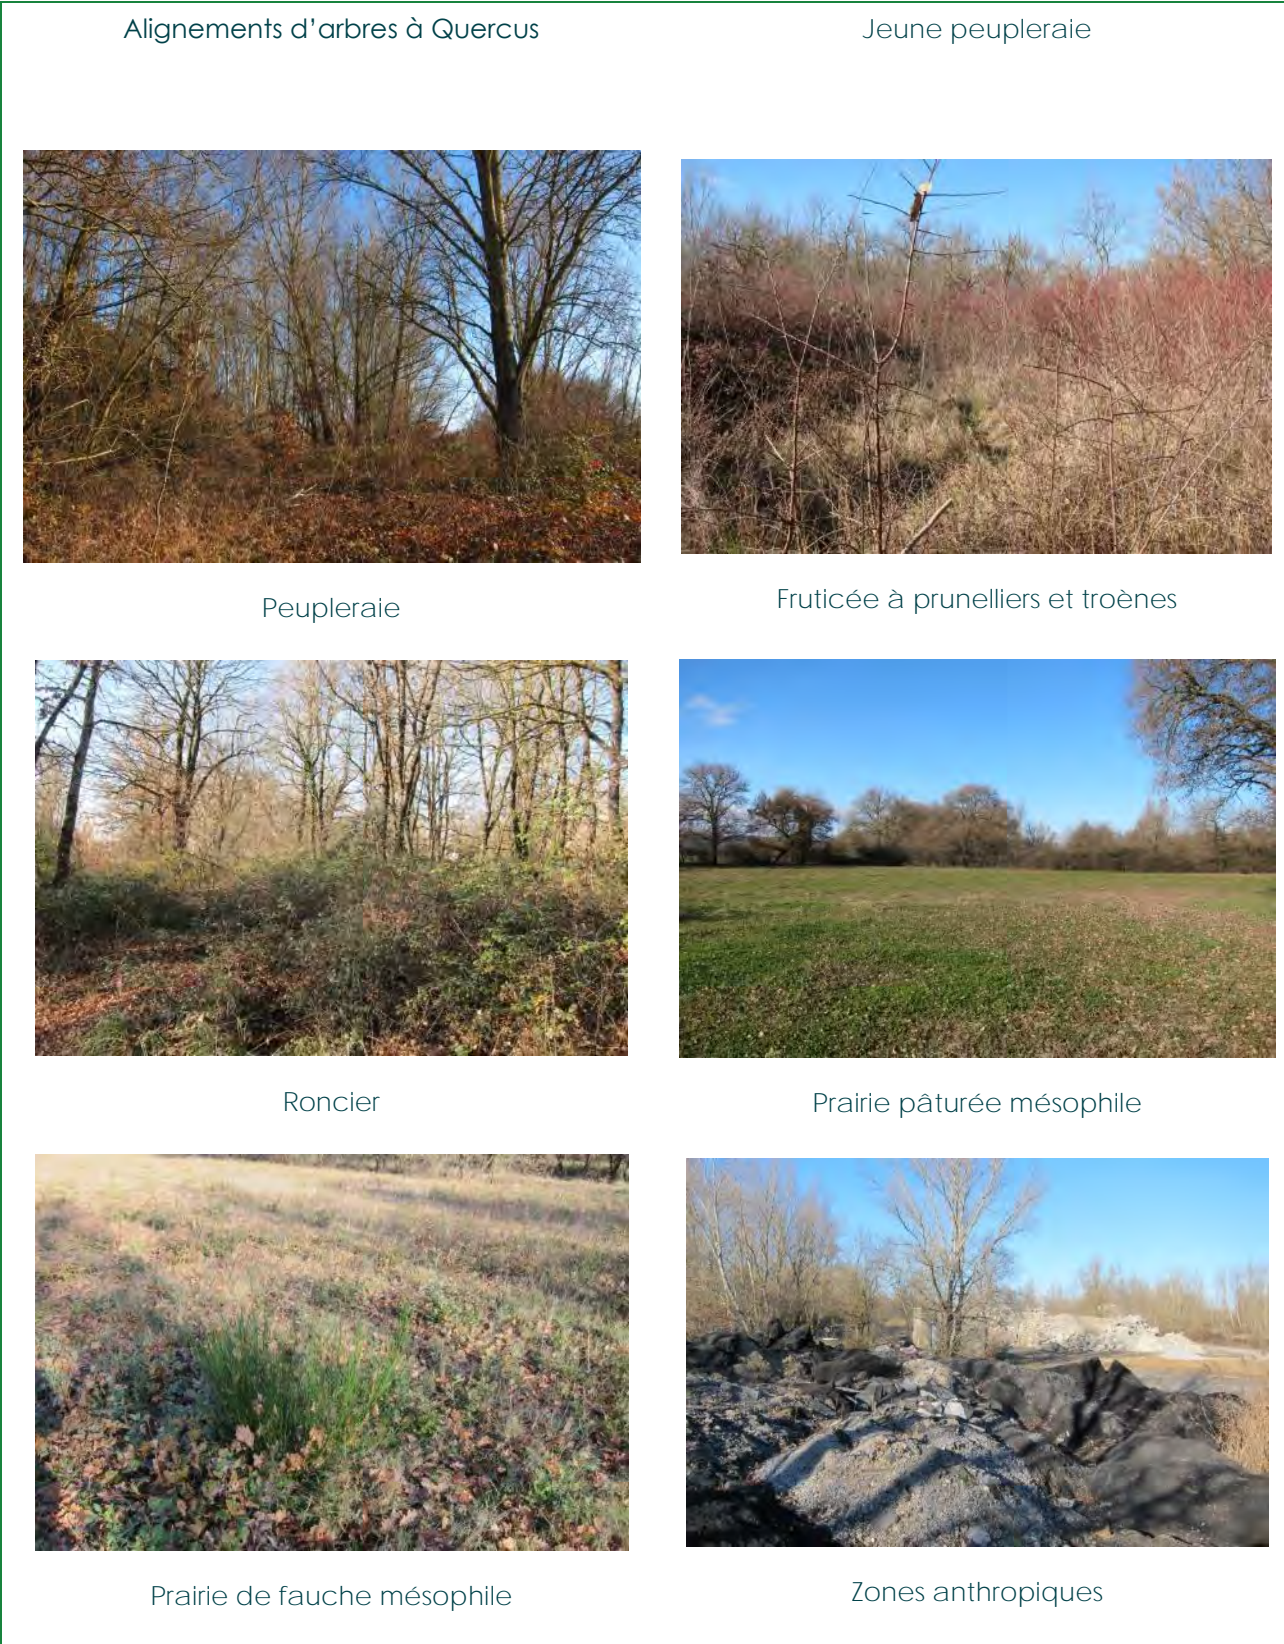 Alignements d’arbres à Quercus
Jeune peupleraie
Peupleraie
Fruticée à prunelliers et troènes
Roncier
Prairie pâturée mésophile
Prairie de fauche mésophile
Zones anthropiques